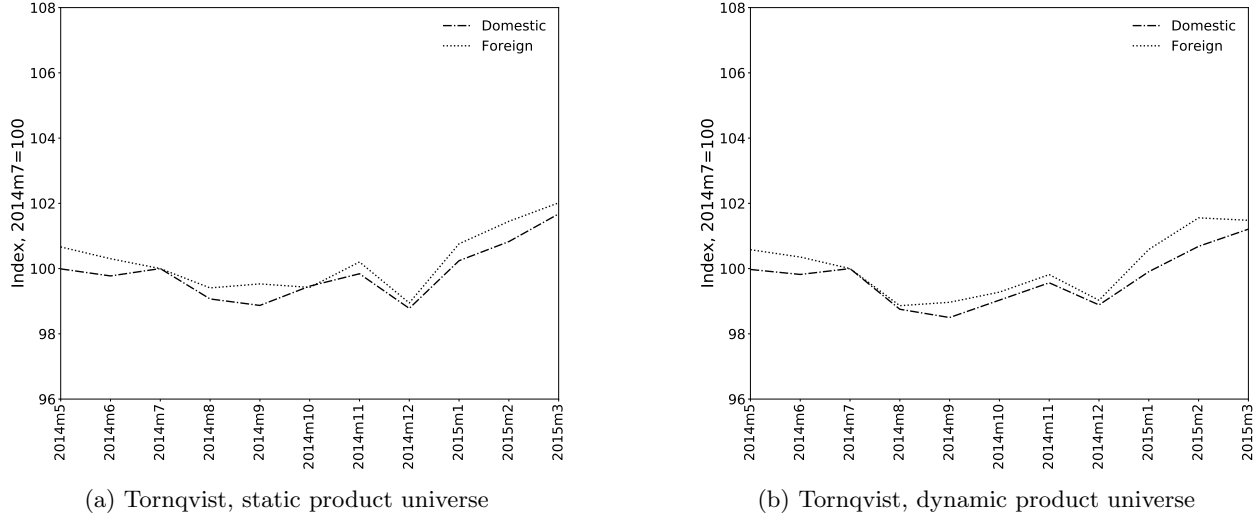 108
106
104
102
100
98
96
Index, 2014m7=100
Domestic
Foreign
2014m5
2014m6
2014m7
2014m8
2014m9
2014m10
2014m11
2014m12
2015m1
2015m2
2015m3
(a) Tornqvist, static product universe
108
106
104
102
100
98
96
Index, 2014m7=100
Domestic
Foreign
2014m5
2014m6
2014m7
2014m8
2014m9
2014m10
2014m11
2014m12
2015m1
2015m2
2015m3
(b) Tornqvist, dynamic product universe